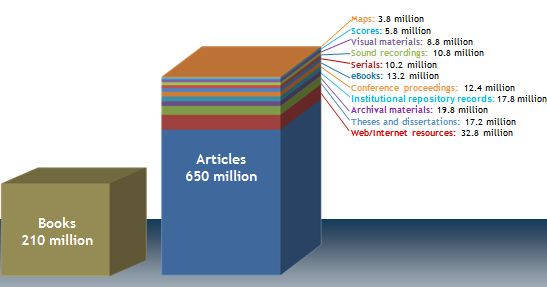 Maps: 3.8 million
Scores: 5.8 million
Visual materials: 8.8 million
Sound recordings: 10.8 million
Serials: 10.2 million
eBooks: 13.2 million
Conference proceedings: 12.4 million
Institutional repository records: 17.8 million
Archival materials: 19.8 million
Theses and dissertations: 17.2 million
Web/Internet resources: 32.8 million
Articles
650 million
Books
210 million